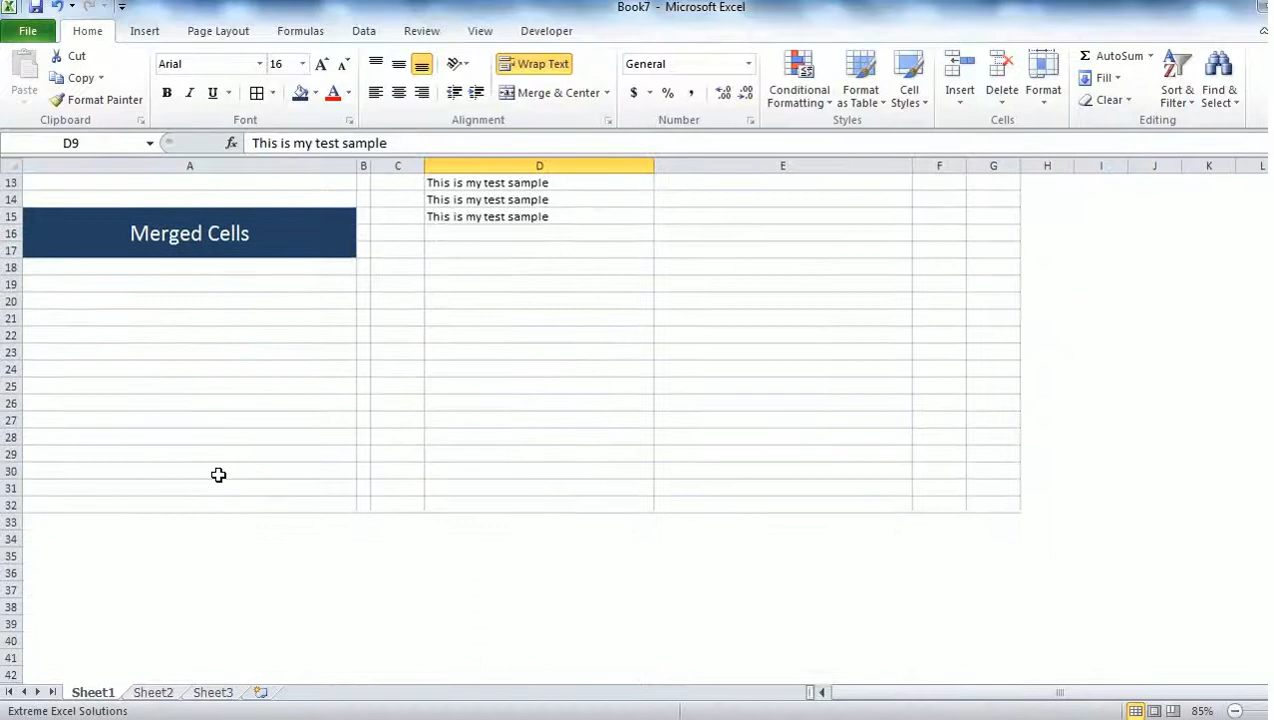 Book7 - Microsoft Excel
File Home Insert Page Layout Formulas Data Review View Developer
Cut Arial 16 Wrap Text General AutoSum
Copy Fill
Paste Format Painter B I U A Merge & Center $ % , Conditional Formatting Format as Table Cell Styles Insert Delete Format Clear Sort & Filter Find & Select
Clipboard Font Alignment Number Styles Cells Editing
D9 fx This is my test sample
A B C D E F G H I J K L
13 This is my test sample
14 This is my test sample
15 This is my test sample
16 Merged Cells
17
18
19
20
21
22
23
24
25
26
27
28
29
30
31
32
33
34
35
36
37
38
39
40
41
42
Sheet1 Sheet2 Sheet3
Extreme Excel Solutions 85%